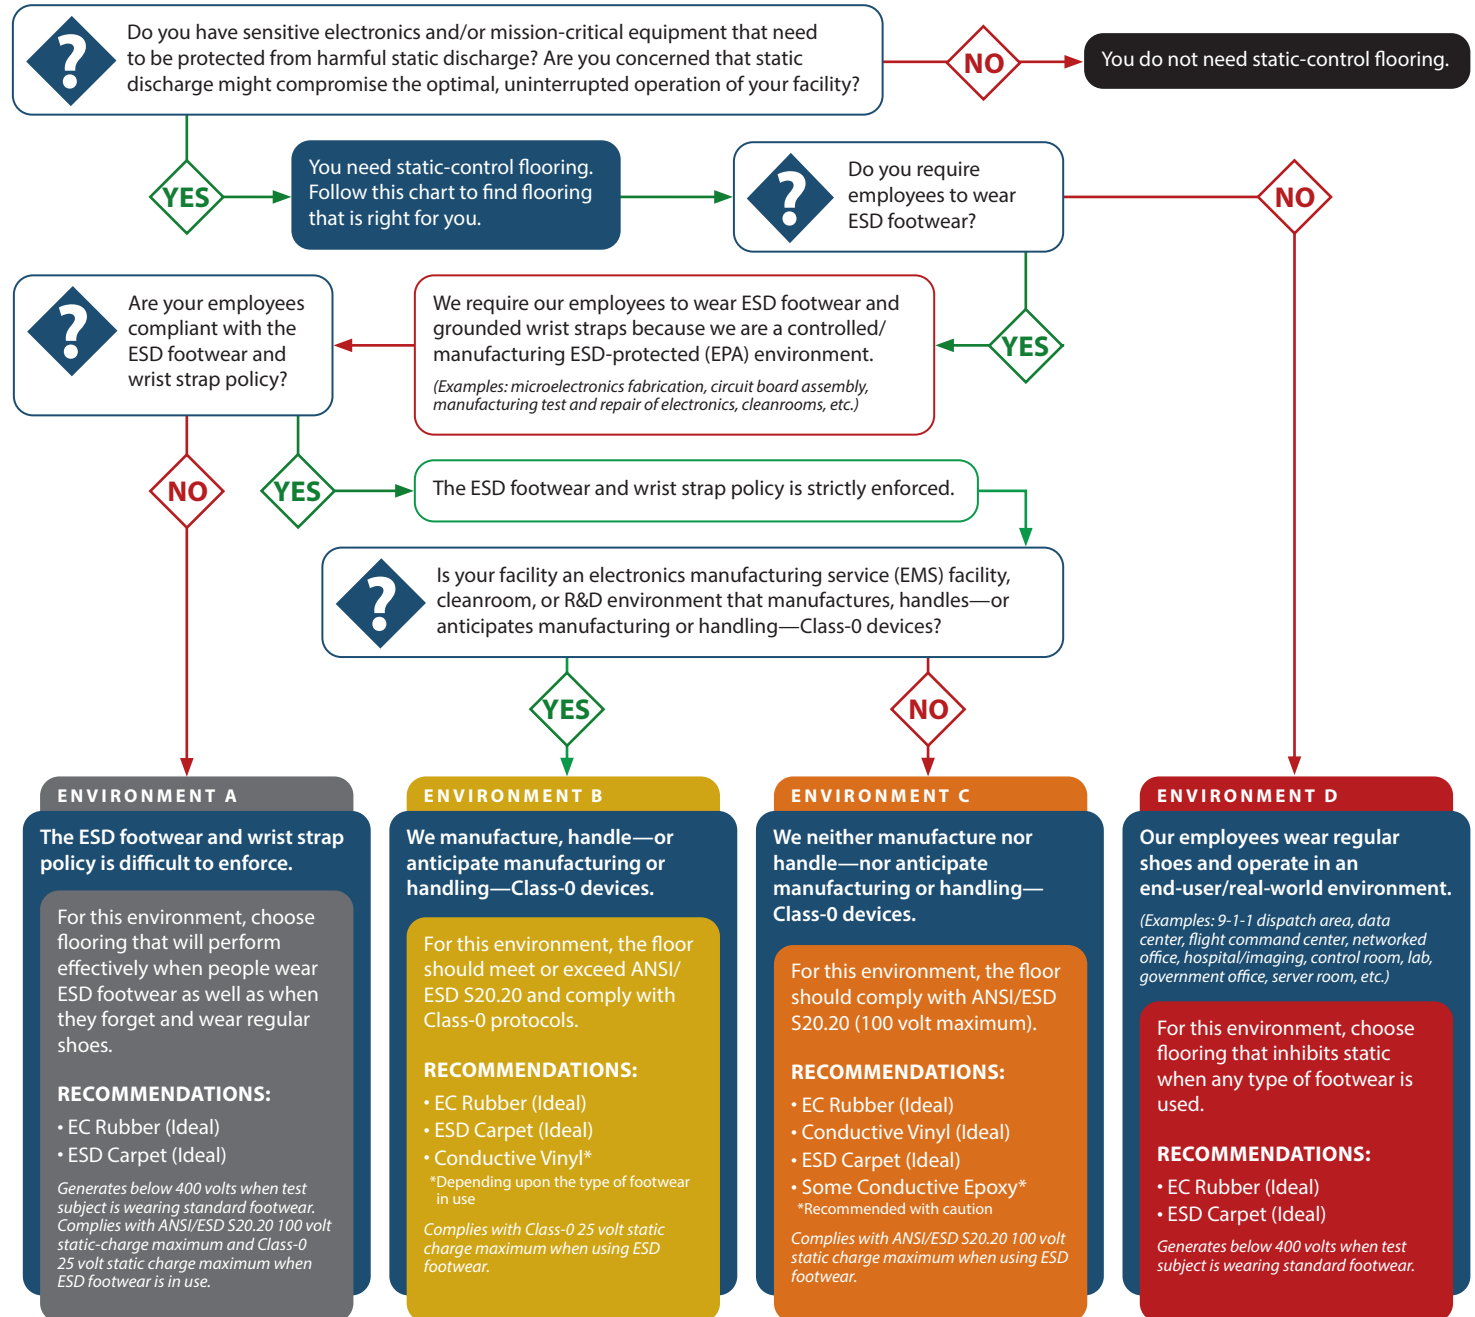 ?
Do you have sensitive electronics and/or mission-critical equipment that need
to be protected from harmful static discharge? Are you concerned that static
discharge might compromise the optimal, uninterrupted operation of your facility?
NO
You do not need static-control flooring.
YES
You need static-control flooring.
Follow this chart to find flooring
that is right for you.
?
Do you require
employees to wear
ESD footwear?
NO
YES
We require our employees to wear ESD footwear and
grounded wrist straps because we are a controlled/
manufacturing ESD-protected (EPA) environment.
(Examples: microelectronics fabrication, circuit board assembly,
manufacturing test and repair of electronics, cleanrooms, etc.)
?
Are your employees
compliant with the
ESD footwear and
wrist strap policy?
NO
YES
The ESD footwear and wrist strap policy is strictly enforced.
?
Is your facility an electronics manufacturing service (EMS) facility,
cleanroom, or R&D environment that manufactures, handles—or
anticipates manufacturing or handling—Class-0 devices?
YES
NO
ENVIRONMENT A
The ESD footwear and wrist strap
policy is difficult to enforce.
For this environment, choose
flooring that will perform
effectively when people wear
ESD footwear as well as when
they forget and wear regular
shoes.
RECOMMENDATIONS:
• EC Rubber (Ideal)
• ESD Carpet (Ideal)
Generates below 400 volts when test
subject is wearing standard footwear.
Complies with ANSI/ESD S20.20 100 volt
static-charge maximum and Class-0
25 volt static charge maximum when
ESD footwear is in use.
ENVIRONMENT B
We manufacture, handle—or
anticipate manufacturing or
handling—Class-0 devices.
For this environment, the floor
should meet or exceed ANSI/
ESD S20.20 and comply with
Class-0 protocols.
RECOMMENDATIONS:
• EC Rubber (Ideal)
• ESD Carpet (Ideal)
• Conductive Vinyl*
*Depending upon the type of footwear
in use
Complies with Class-0 25 volt static
charge maximum when using ESD
footwear.
ENVIRONMENT C
We neither manufacture nor
handle—nor anticipate
manufacturing or handling—
Class-0 devices.
For this environment, the floor
should comply with ANSI/ESD
S20.20 (100 volt maximum).
RECOMMENDATIONS:
• EC Rubber (Ideal)
• Conductive Vinyl (Ideal)
• ESD Carpet (Ideal)
• Some Conductive Epoxy*
*Recommended with caution
Complies with ANSI/ESD S20.20 100 volt
static charge maximum when using ESD
footwear.
ENVIRONMENT D
Our employees wear regular
shoes and operate in an
end-user/real-world environment.
(Examples: 9-1-1 dispatch area, data
center, flight command center, networked
office, hospital/imaging, control room, lab,
government office, server room, etc.)
For this environment, choose
flooring that inhibits static
when any type of footwear is
used.
RECOMMENDATIONS:
• EC Rubber (Ideal)
• ESD Carpet (Ideal)
Generates below 400 volts when test
subject is wearing standard footwear.